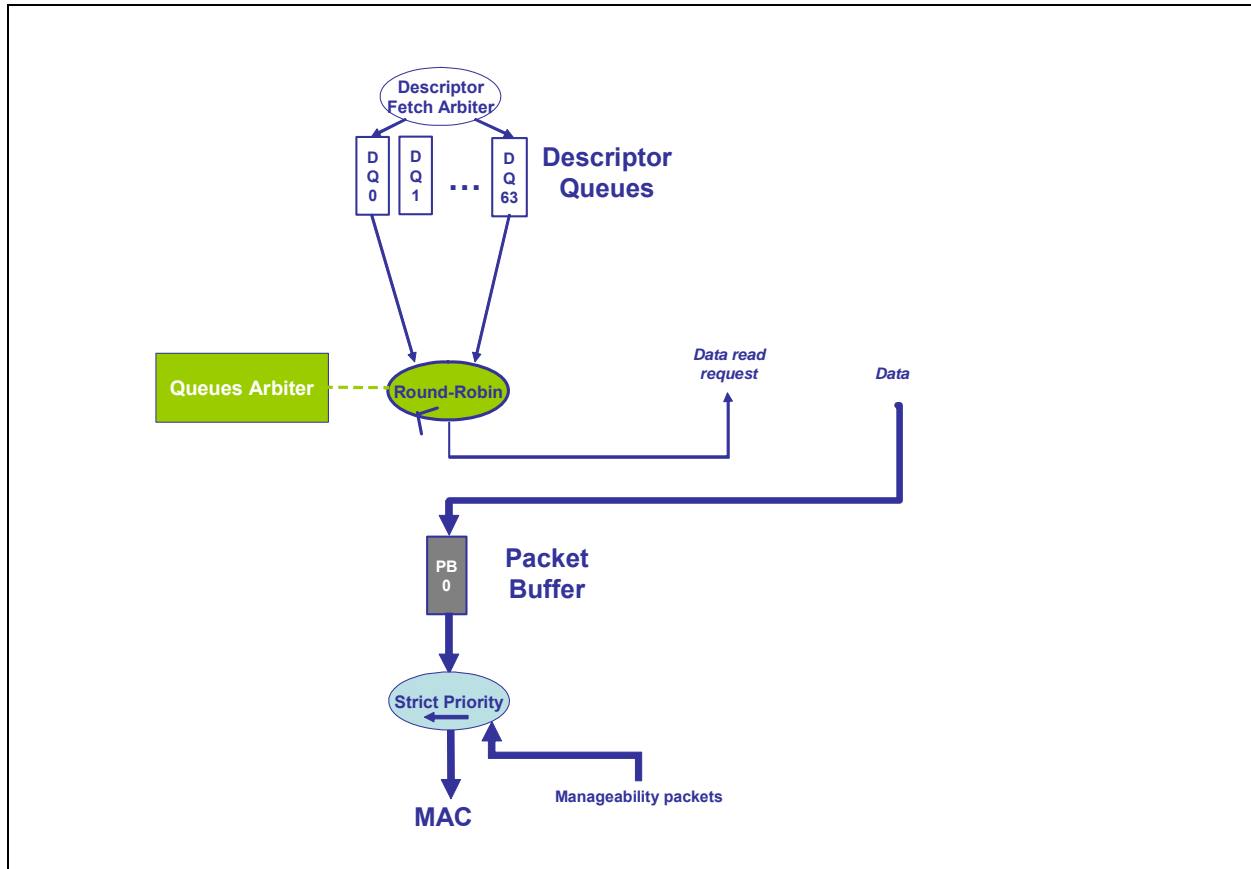 Descriptor
Fetch Arbiter
D
Q
0
D
Q
1
...
D
Q
63
Descriptor
Queues
Queues Arbiter
Round-Robin
Data read
request
Data
PB
0
Packet
Buffer
Strict Priority
Manageability packets
MAC